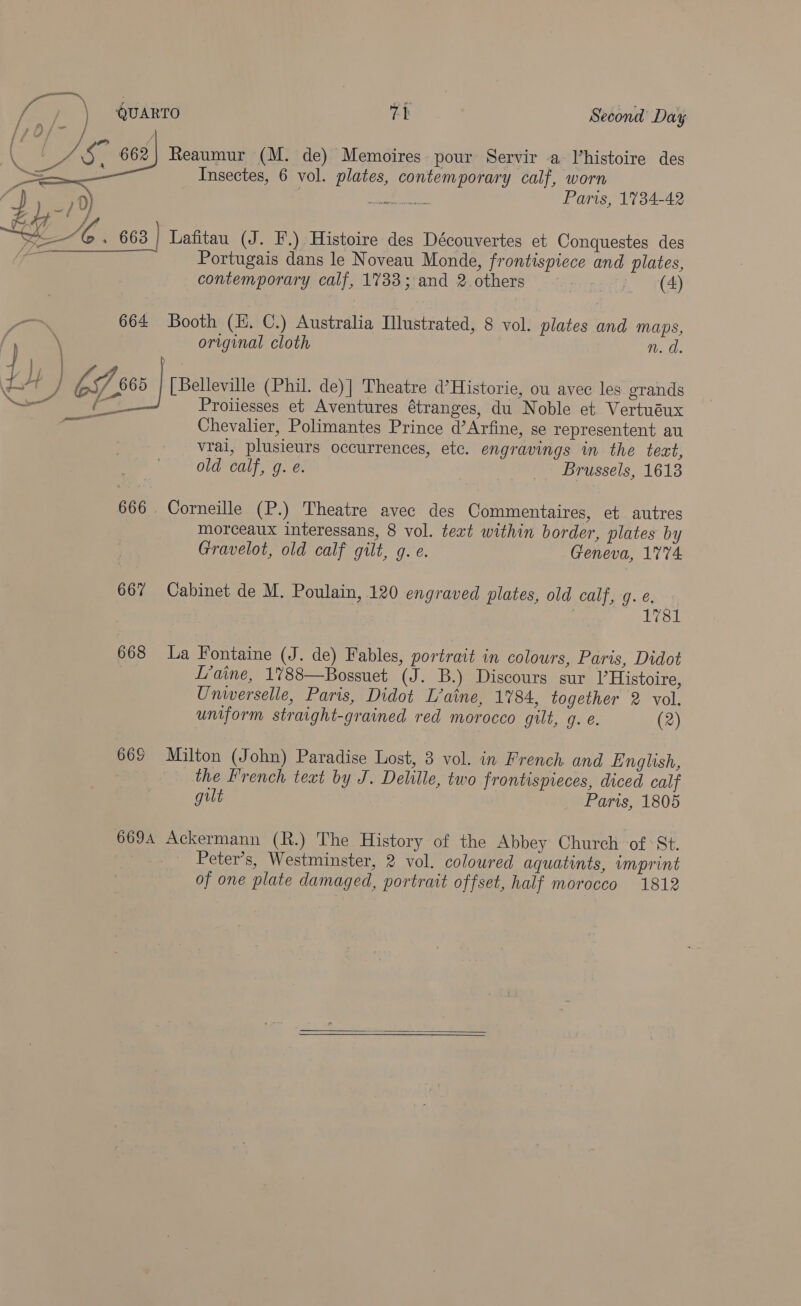 QUARTO 71 Second Day
662 Reaumur (M. de) Memoires pour Servir a l'histoire des
Insectes, 6 vol. plates, contemporary calf, worn
Paris, 1734-42
663 Lafitau (J. F.) Histoire des Découvertes et Conquestes des
Portugais dans le Noveau Monde, frontispiece and plates,
contemporary calf, 1733; and 2 others (4)
664 Booth (E. C.) Australia Illustrated, 8 vol. plates and maps,
original cloth n. d.
665 [Belleville (Phil. de)] Theatre d'Historie, ou avec les grands
Proüesses et Aventures étranges, du Noble et Vertuëux
Chevalier, Polimantes Prince d'Arfine, se representent au
vrai, plusieurs occurrences, etc. engravings in the text,
old calf, g. e. Brussels, 1613
666 Corneille (P.) Theatre avec des Commentaires, et autres
morceaux interessans, 8 vol. text within border, plates by
Gravelot, old calf gilt, g. e. Geneva, 1774
667 Cabinet de M. Poulain, 120 engraved plates, old calf, g. e.
1781
668 La Fontaine (J. de) Fables, portrait in colours, Paris, Didot
L'aine, 1788—Bossuet (J. B.) Discours sur l'Histoire,
Universelle, Paris, Didot L'aine, 1784, together 2 vol.
uniform straight-grained red morocco gilt, g. e. (2)
669 Milton (John) Paradise Lost, 3 vol. in French and English,
the French text by J. Delille, two frontispieces, diced calf
gilt Paris, 1805
669A Ackermann (R.) The History of the Abbey Church of St.
Peter's, Westminster, 2 vol. coloured aquatints, imprint
of one plate damaged, portrait offset, half morocco 1812